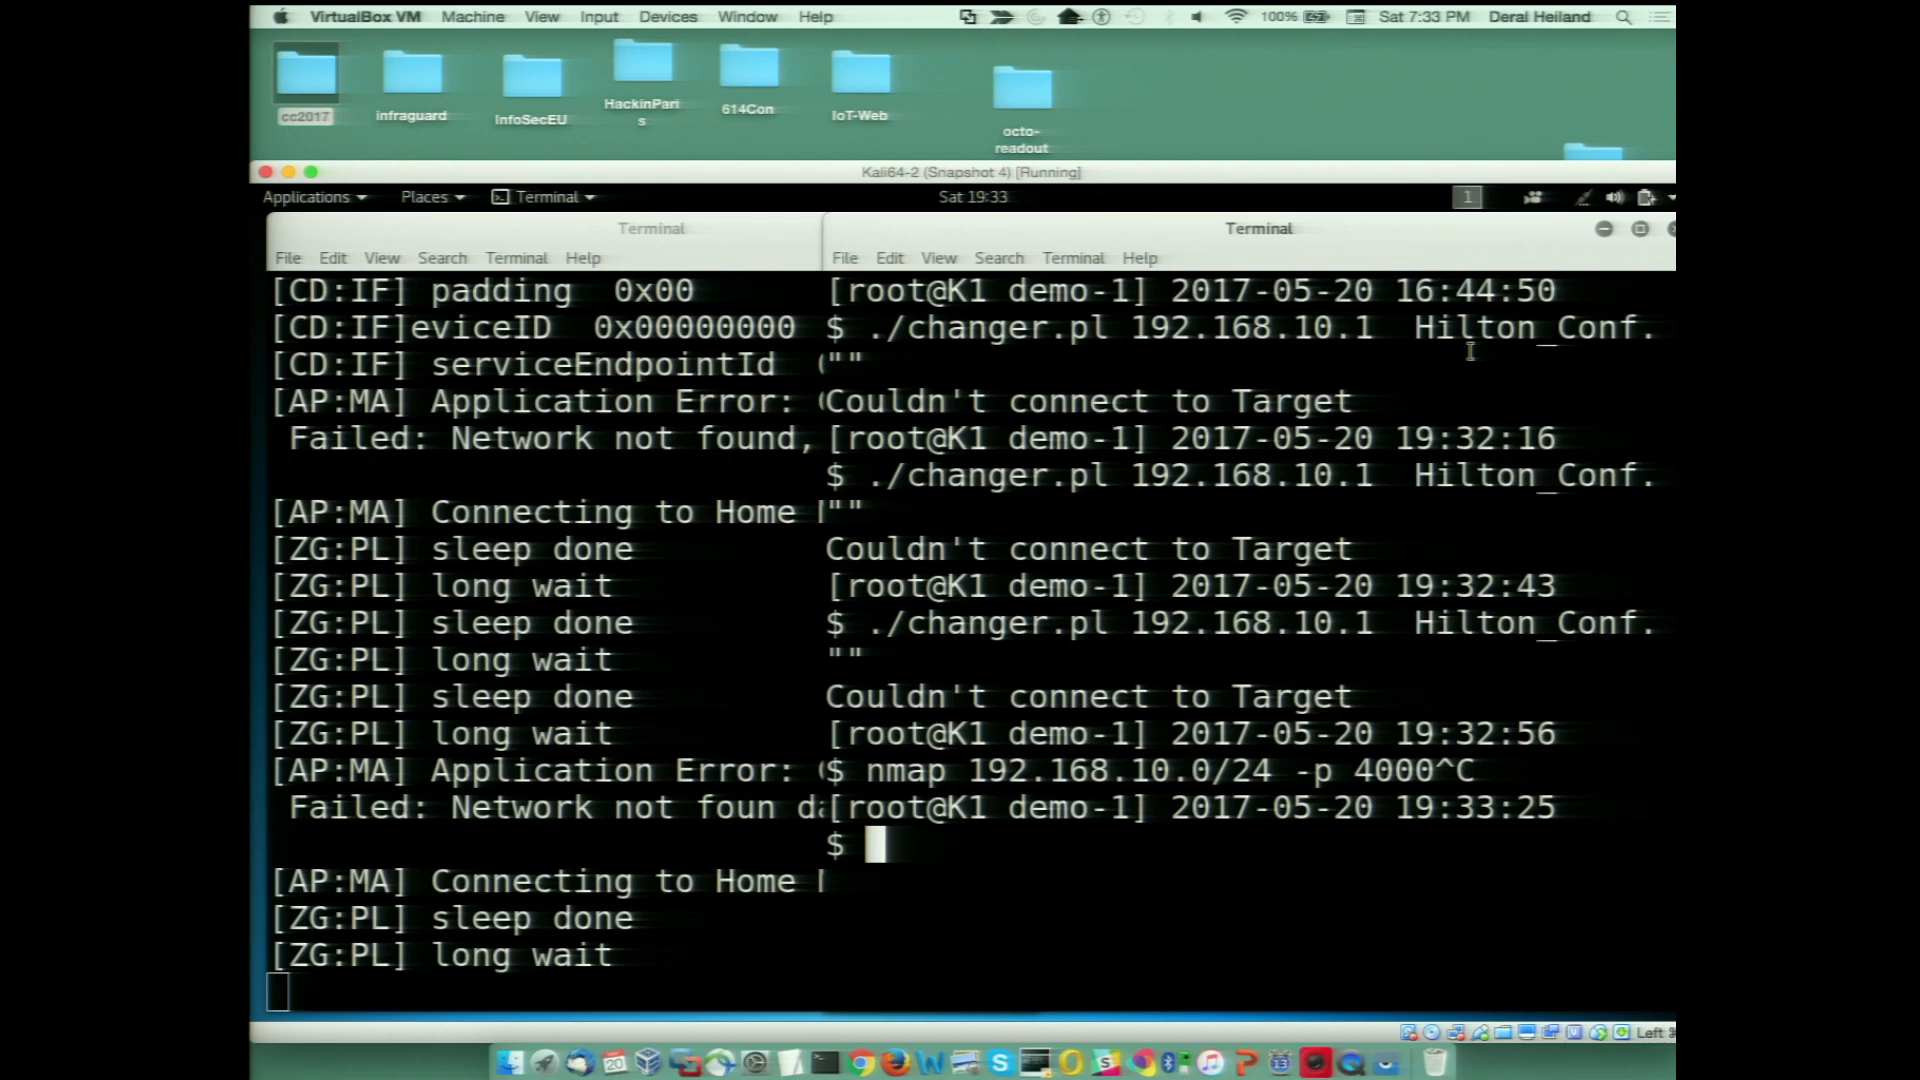 VirtualBox VM Machine View Input Devices Window Help 100% Sat 7:33 PM Deral Heiland
cc2017
infraguard
InfoSecEU
HackinPari
s
614Con
IoT-Web
octo-
readout
Kali64-2 (Snapshot 4) [Running]
Applications Places Terminal Sat 19:33 1
Terminal
File Edit View Search Terminal Help
[CD:IF] padding 0x00
[CD:IF]eviceID 0x00000000
[CD:IF] serviceEndpointId (
[AP:MA] Application Error: (
Failed: Network not found,
[AP:MA] Connecting to Home
[ZG:PL] sleep done
[ZG:PL] long wait
[ZG:PL] sleep done
[ZG:PL] long wait
[ZG:PL] sleep done
[ZG:PL] long wait
[AP:MA] Application Error: (
Failed: Network not foun da
[AP:MA] Connecting to Home
[ZG:PL] sleep done
[ZG:PL] long wait
Terminal
File Edit View Search Terminal Help
[root@K1 demo-1] 2017-05-20 16:44:50
$ ./changer.pl 192.168.10.1 Hilton_Conf.
""
Couldn't connect to Target
[root@K1 demo-1] 2017-05-20 19:32:16
$ ./changer.pl 192.168.10.1 Hilton_Conf.
""
Couldn't connect to Target
[root@K1 demo-1] 2017-05-20 19:32:43
$ ./changer.pl 192.168.10.1 Hilton_Conf.
""
Couldn't connect to Target
[root@K1 demo-1] 2017-05-20 19:32:56
$ nmap 192.168.10.0/24 -p 4000^C
[root@K1 demo-1] 2017-05-20 19:33:25
$
Left ⌘